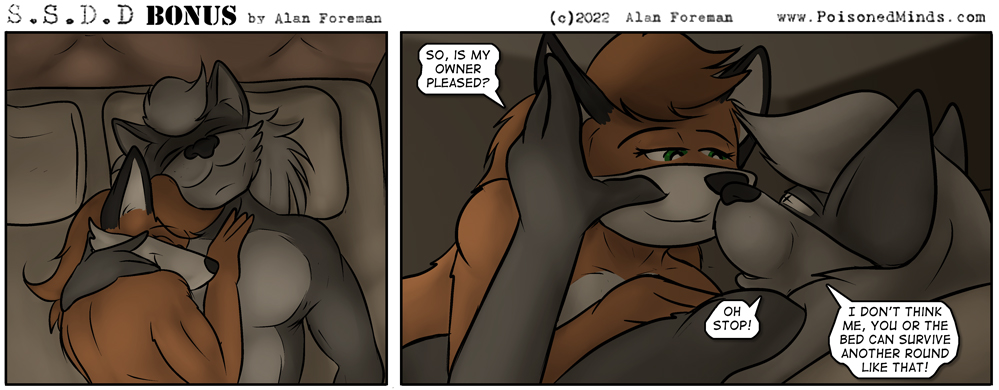 S.S.D.D BONUS by Alan Foreman (c)2022 Alan Foreman www.PoisonedMinds.com
SO, IS MY
OWNER
PLEASED?
OH
STOP!
I DON'T THINK
ME, YOU OR THE
BED CAN SURVIVE
ANOTHER ROUND
LIKE THAT!